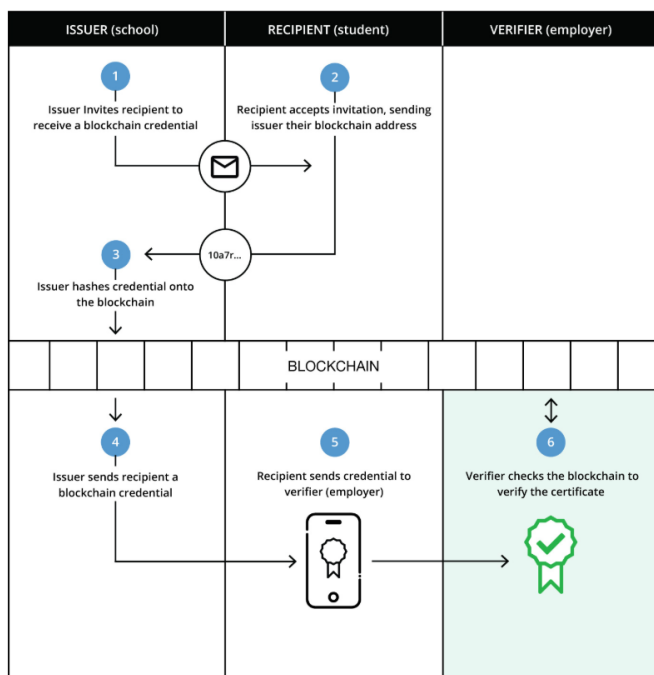 ISSUER (school)
RECIPIENT (student)
VERIFIER (employer)
1
Issuer Invites recipient to
receive a blockchain credential
2
Recipient accepts invitation, sending
issuer their blockchain address
10a7r...
3
Issuer hashes credential onto
the blockchain
BLOCKCHAIN
4
Issuer sends recipient a
blockchain credential
5
Recipient sends credential to
verifier (employer)
6
Verifier checks the blockchain to
verify the certificate